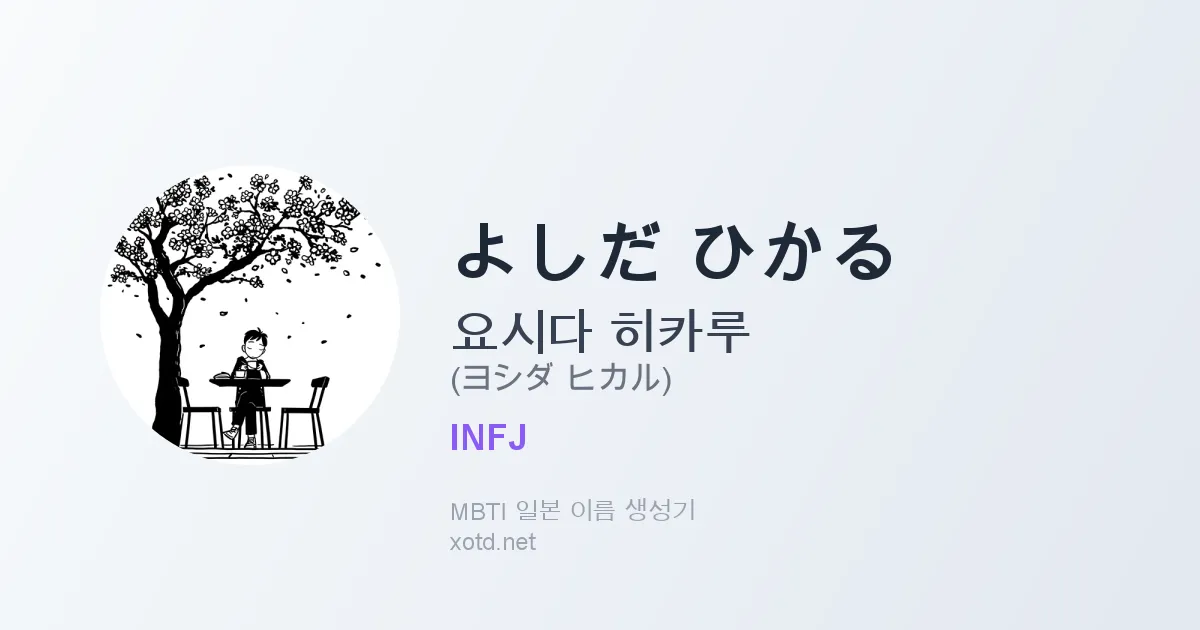 よしだ ひかる
요시다 히카루
(ヨシダ ヒカル)
INFJ
MBTI 일본 이름 생성기
xotd.net